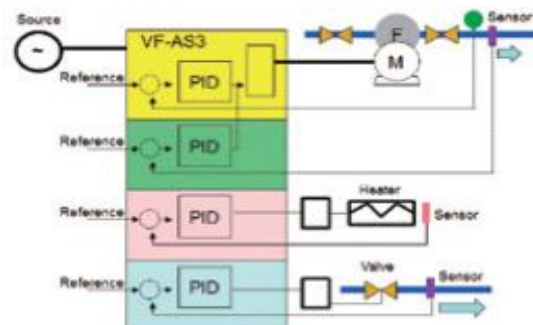 Source
~
VF-AS3
Reference
PID
F
M
Sensor
Reference
PID
Reference
PID
Heater
Sensor
Reference
PID
Valve
Sensor